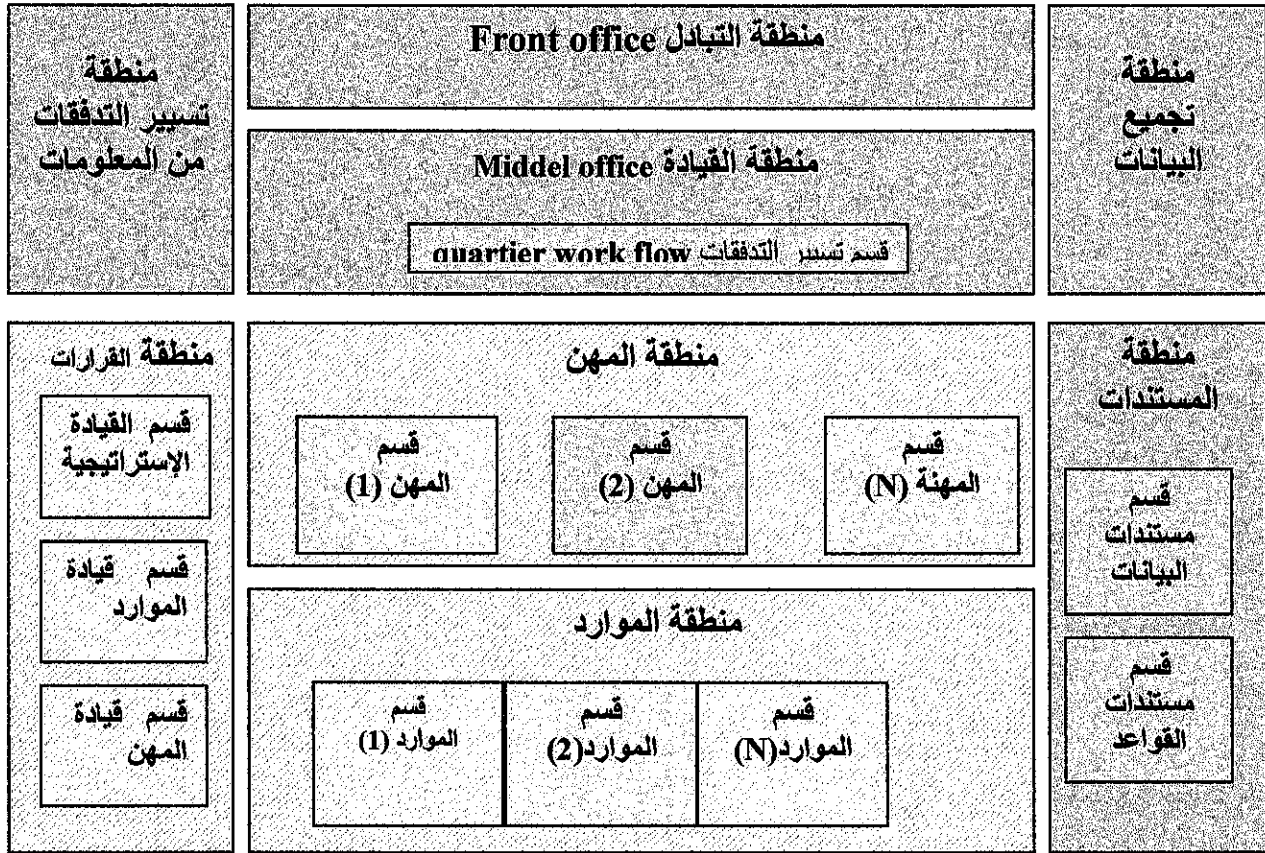 منطقة
تجميع
البيانات
منطقة التبادل Front office
منطقة القيادة Middel office
قسم تسيير التدفقات quartier work flow
منطقة
تسيير التدفقات
من المعلومات
منطقة
المستندات
قسم
مستندات
البيانات
قسم
مستندات
القواعد
منطقة المهن
قسم
المهنة (N)
قسم
المهن (2)
قسم
المهن (1)
منطقة الموارد
قسم
الموارد(N)
قسم
الموارد(2)
قسم
الموارد (1)
منطقة القرارات
قسم القيادة
الإستراتيجية
قسم قيادة
الموارد
قسم قيادة
المهن